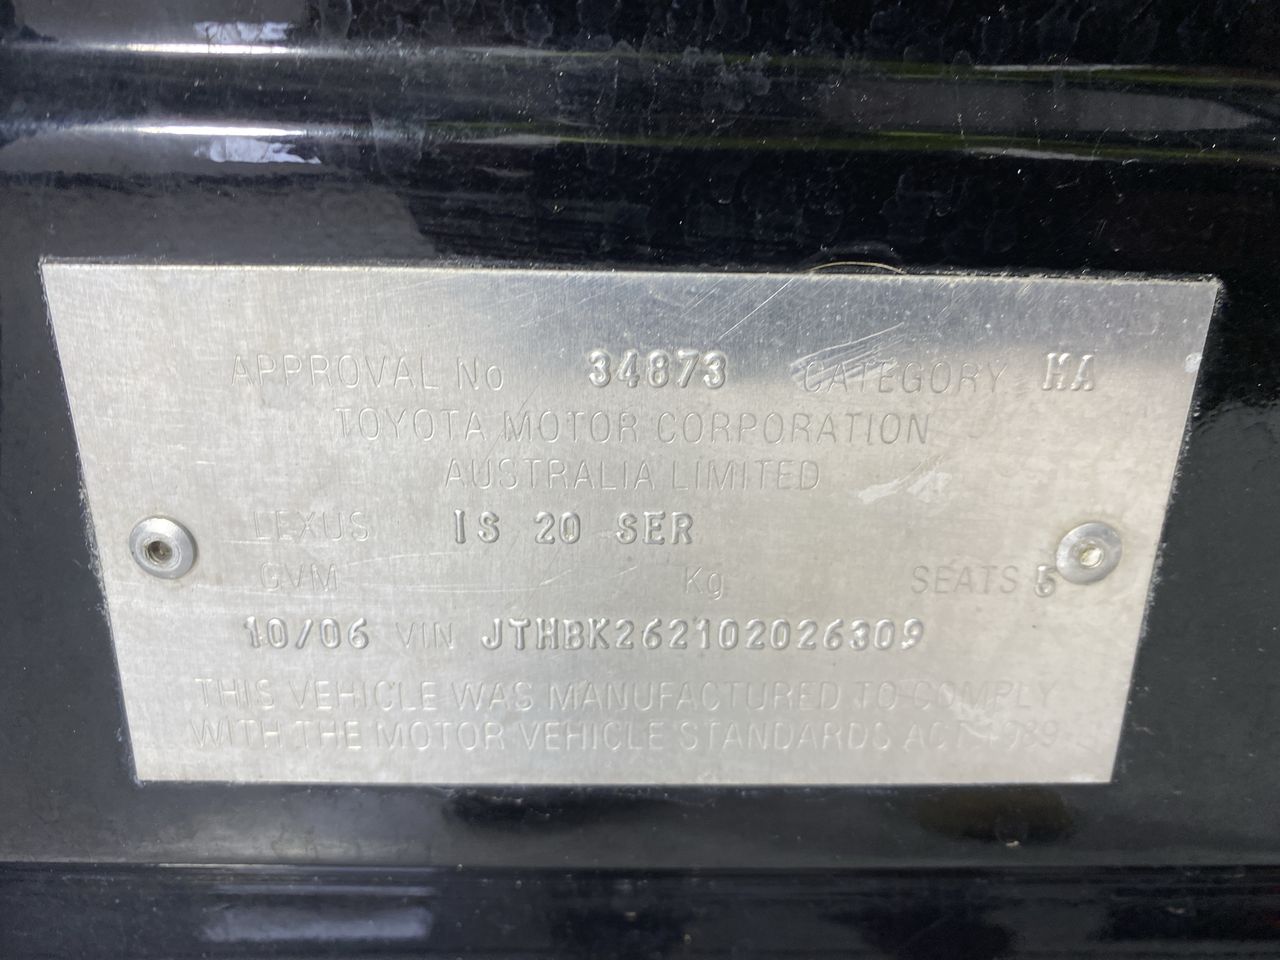 APPROVAL No 34873 CATEGORY MA
TOYOTA MOTOR CORPORATION
AUSTRALIA LIMITED
LEXUS IS 20 SER
GVM Kg SEATS 5
10/06 VIN JTHBK262102026309
THIS VEHICLE WAS MANUFACTURED TO COMPLY
WITH THE MOTOR VEHICLE STANDARDS ACT 1989